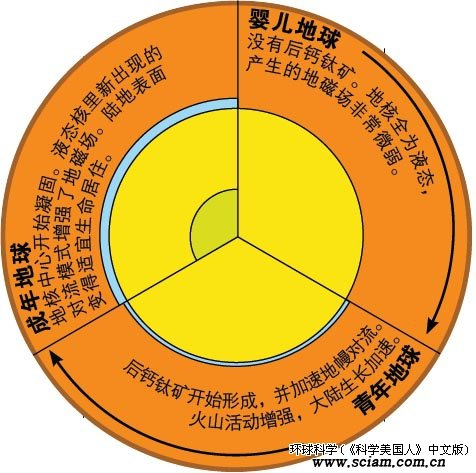 婴儿地球
没有后钙钛矿。地核全为液态，
产生的地磁场非常微弱。
青年地球
后钙钛矿开始形成，并加速地幔对流。
火山活动增强，大陆生长加速。
成年地球
地核中心开始凝固。液态核里新出现的
对流模式增强了地磁场。陆地表面
变得适宜生命居住。
环球科学(《科学美国人》中文版)
www.sciam.com.cn